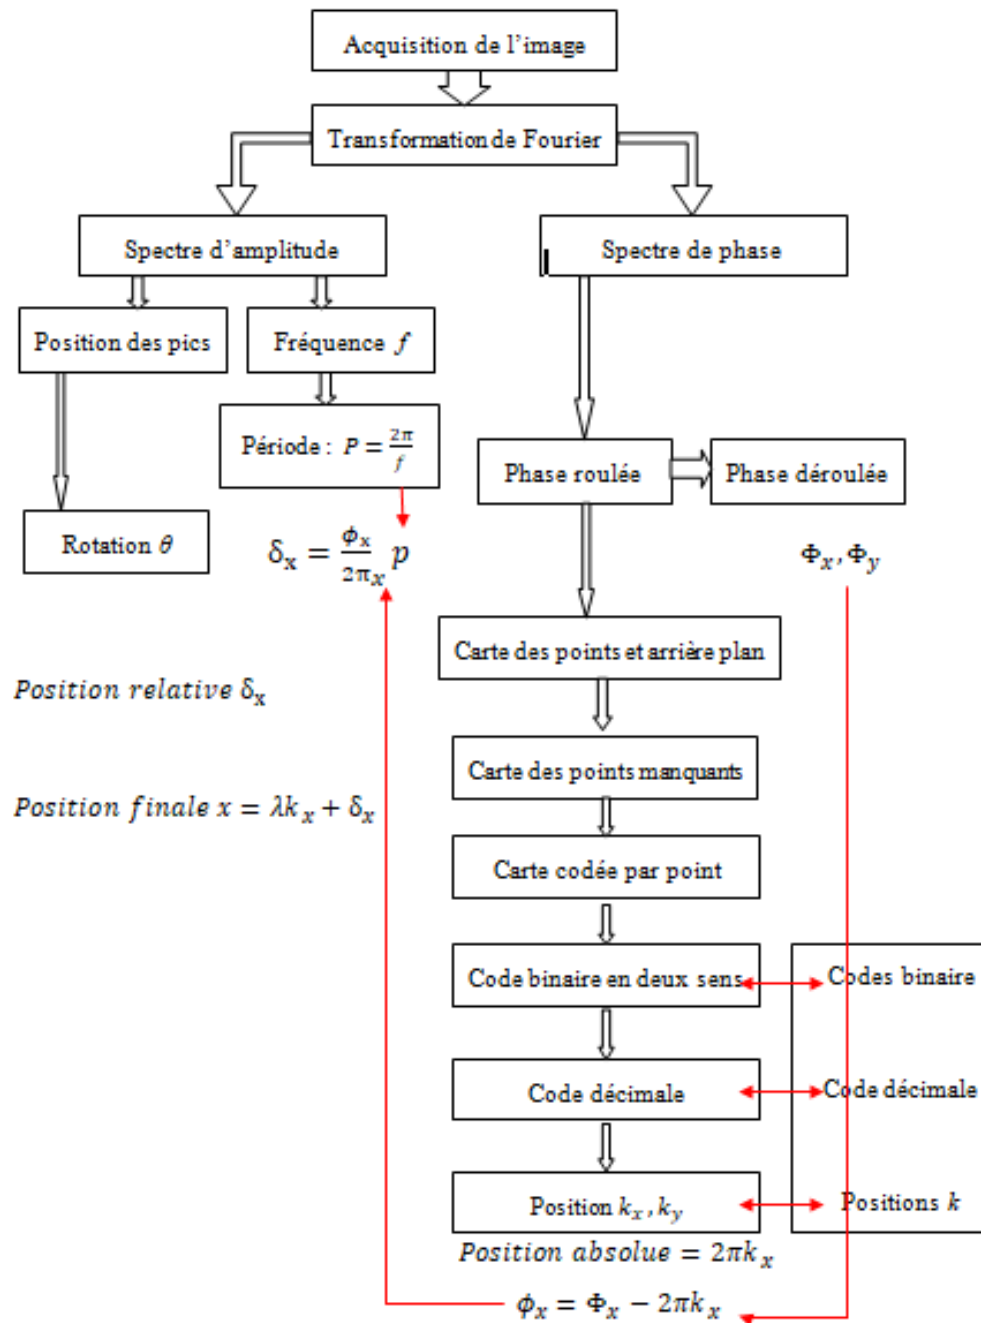 Acquisition de l'image
Transformation de Fourier
Spectre d'amplitude
Spectre de phase
Position des pics
Fréquence f
Période : P = 2π/f
Phase roulée
Phase déroulée
Rotation θ
δₓ = ϕₓ/2πₓ p
Φₓ, Φ_y
Carte des points et arrière plan
Position relative δₓ
Carte des points manquants
Position finale x = λkₓ + δₓ
Carte codée par point
Code binaire en deux sens
Codes binaire
Code décimale
Code décimale
Position kₓ, k_y
Positions k
Position absolue = 2πkₓ
ϕₓ = Φₓ − 2πkₓ